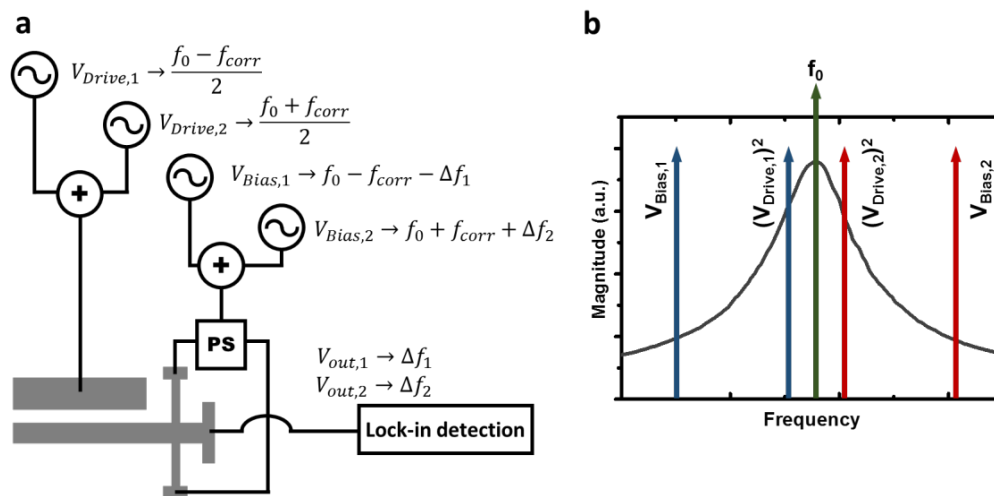 a
V_{Drive,1} → \frac{f_0 - f_{corr}}{2}
V_{Drive,2} → \frac{f_0 + f_{corr}}{2}
V_{Bias,1} → f_0 - f_{corr} - Δf_1
V_{Bias,2} → f_0 + f_{corr} + Δf_2
+
+
PS
V_{out,1} → Δf_1
V_{out,2} → Δf_2
Lock-in detection
b
f_0
V_{Bias,1}
(V_{Drive,1})^2
(V_{Drive,2})^2
V_{Bias,2}
Magnitude (a.u.)
Frequency